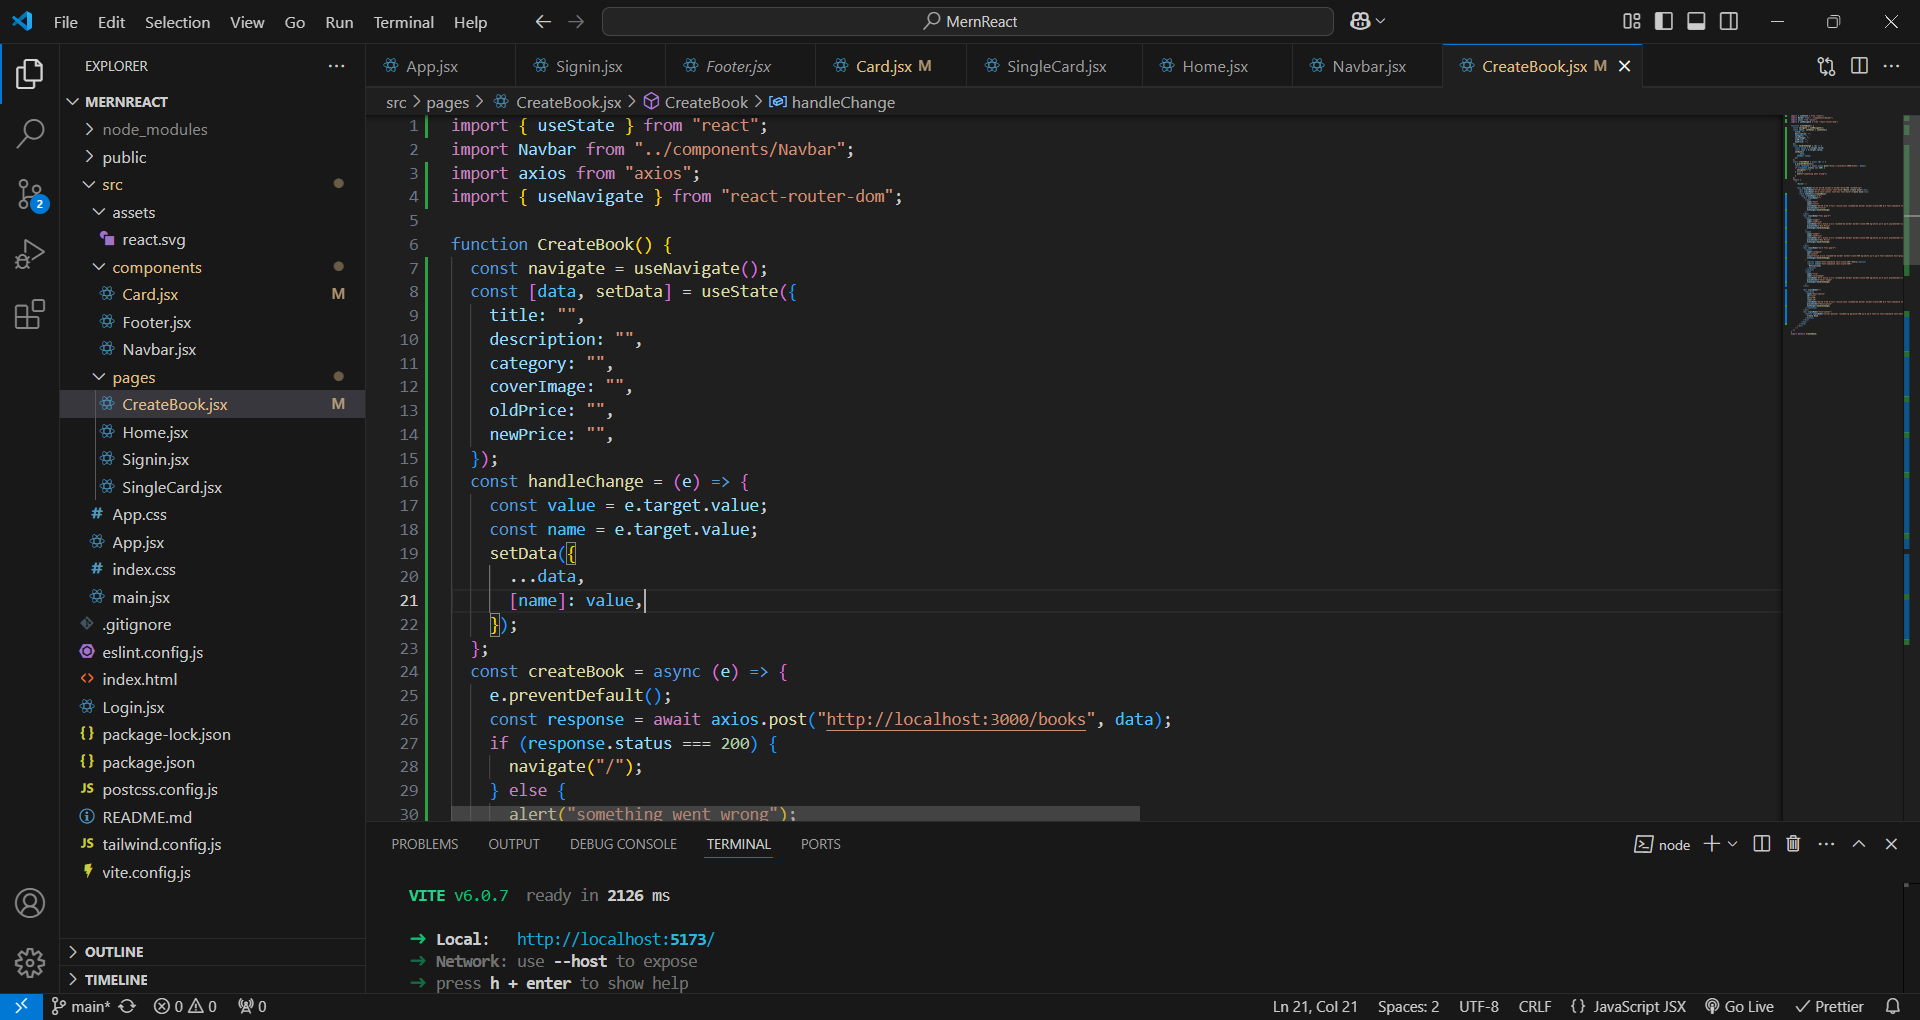 File Edit Selection View Go Run Terminal Help
MernReact
EXPLORER
MERNREACT
node_modules
public
src
assets
react.svg
components
Card.jsx M
Footer.jsx
Navbar.jsx
pages
CreateBook.jsx M
Home.jsx
Signin.jsx
SingleCard.jsx
App.css
App.jsx
index.css
main.jsx
.gitignore
eslint.config.js
index.html
Login.jsx
package-lock.json
package.json
postcss.config.js
README.md
tailwind.config.js
vite.config.js
OUTLINE
TIMELINE
2
App.jsx Signin.jsx Footer.jsx Card.jsx M SingleCard.jsx Home.jsx Navbar.jsx CreateBook.jsx M
src > pages > CreateBook.jsx > CreateBook > handleChange
1 import { useState } from "react";
2 import Navbar from "../components/Navbar";
3 import axios from "axios";
4 import { useNavigate } from "react-router-dom";
5
6 function CreateBook() {
7 const navigate = useNavigate();
8 const [data, setData] = useState({
9 title: "",
10 description: "",
11 category: "",
12 coverImage: "",
13 oldPrice: "",
14 newPrice: "",
15 });
16 const handleChange = (e) => {
17 const value = e.target.value;
18 const name = e.target.value;
19 setData({
20 ...data,
21 [name]: value,
22 });
23 };
24 const createBook = async (e) => {
25 e.preventDefault();
26 const response = await axios.post("http://localhost:3000/books", data);
27 if (response.status === 200) {
28 navigate("/");
29 } else {
30 alert("something went wrong");
PROBLEMS OUTPUT DEBUG CONSOLE TERMINAL PORTS
node
VITE v6.0.7 ready in 2126 ms
➜ Local: http://localhost:5173/
➜ Network: use --host to expose
➜ press h + enter to show help
main* 0 0 0
Ln 21, Col 21 Spaces: 2 UTF-8 CRLF {} JavaScript JSX Go Live Prettier